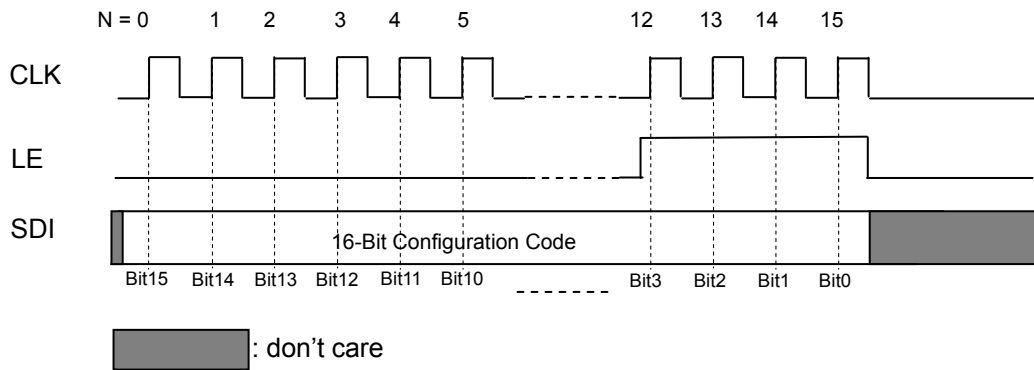 N = 0 1 2 3 4 5 12 13 14 15
CLK
LE
SDI
16-Bit Configuration Code
Bit15 Bit14 Bit13 Bit12 Bit11 Bit10 Bit3 Bit2 Bit1 Bit0
: don't care